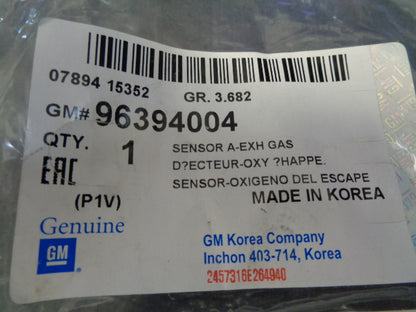 07894 15352
GR. 3.682
GM# 96394004
QTY. 1
SENSOR A-EXH GAS
D?ECTEUR-OXY ?HAPPE.
SENSOR-OXIGENO DEL ESCAPE
EAC
(P1V)
MADE IN KOREA
Genuine
GM
GM Korea Company
Inchon 403-714, Korea
2457316E264940